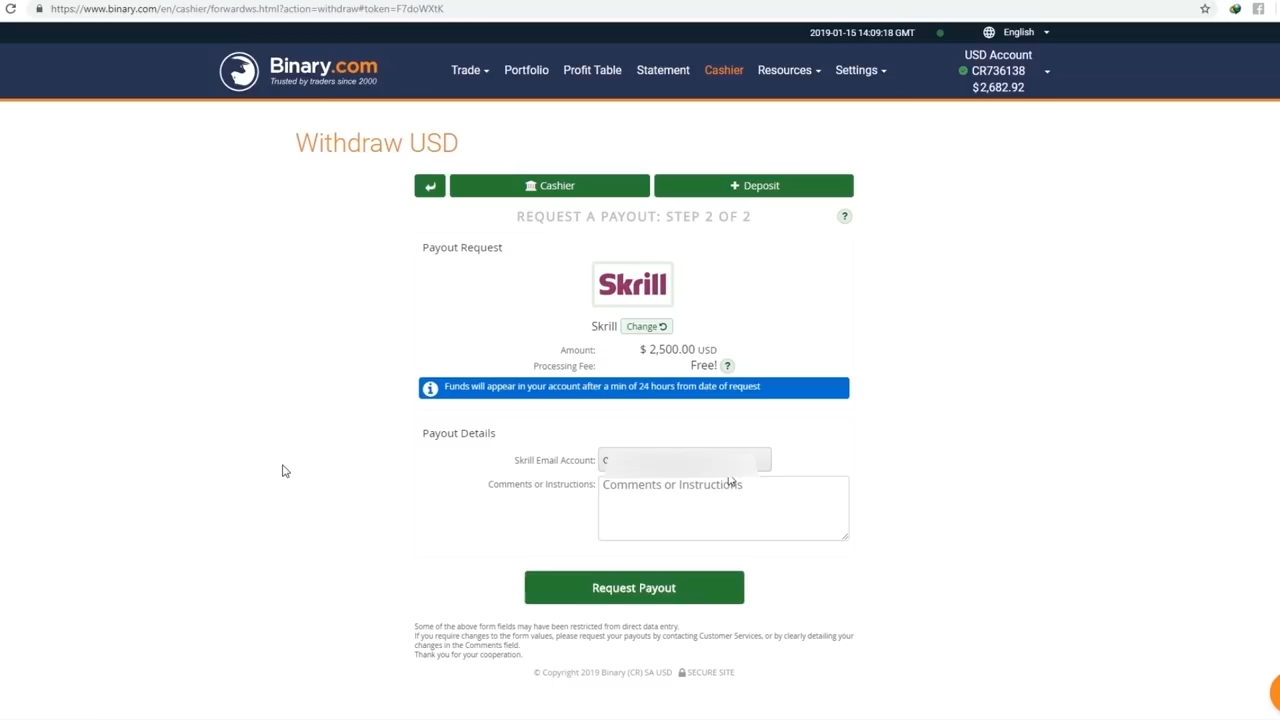 https://www.binary.com/en/cashier/forwardws.html?action=withdraw#token=F7doWXtK
2019-01-15 14:09:18 GMT
English
Binary.com
Trusted by traders since 2000
Trade
Portfolio
Profit Table
Statement
Cashier
Resources
Settings
USD Account
CR736138
$2,682.92
Withdraw USD
Cashier
Deposit
REQUEST A PAYOUT: STEP 2 OF 2
?
Payout Request
Skrill
Skrill Change
Amount: $ 2,500.00 USD
Processing Fee: Free! ?
Funds will appear in your account after a min of 24 hours from date of request
Payout Details
Skrill Email Account:
Comments or Instructions: Comments or Instructions
Request Payout
Some of the above form fields may have been restricted from direct data entry.
If you require changes to the form values, please request your payouts by contacting Customer Services, or by clearly detailing your
changes in the Comments field.
Thank you for your cooperation.
© Copyright 2019 Binary (CR) SA USD SECURE SITE